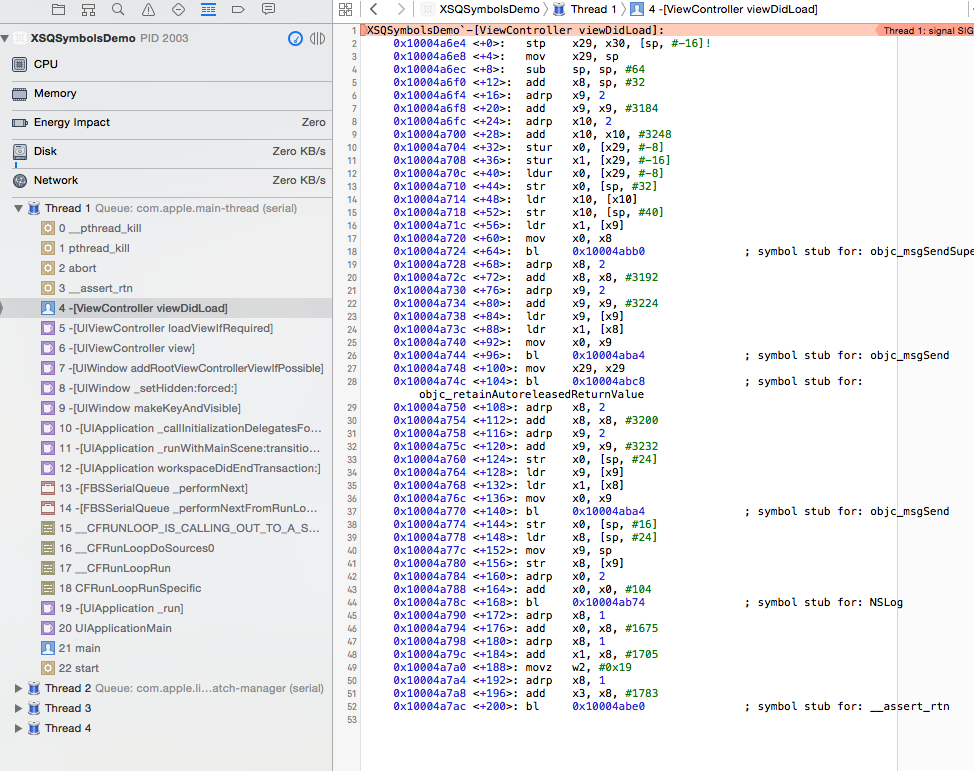 XSQSymbolsDemo PID 2003
CPU
Memory
Energy Impact Zero
Disk Zero KB/s
Network Zero KB/s
Thread 1 Queue: com.apple.main-thread (serial)
0 __pthread_kill
1 pthread_kill
2 abort
3 __assert_rtn
4 -[ViewController viewDidLoad]
5 -[UIViewController loadViewIfRequired]
6 -[UIViewController view]
7 -[UIWindow addRootViewControllerViewIfPossible]
8 -[UIWindow _setHidden:forced:]
9 -[UIWindow makeKeyAndVisible]
10 -[UIApplication _callInitializationDelegatesFo...
11 -[UIApplication _runWithMainScene:transitio...
12 -[UIApplication workspaceDidEndTransaction:]
13 -[FBSSerialQueue _performNext]
14 -[FBSSerialQueue _performNextFromRunLo...
15 __CFRUNLOOP_IS_CALLING_OUT_TO_A_S...
16 __CFRunLoopDoSources0
17 __CFRunLoopRun
18 CFRunLoopRunSpecific
19 -[UIApplication _run]
20 UIApplicationMain
21 main
22 start
Thread 2 Queue: com.apple.li...atch-manager (serial)
Thread 3
Thread 4
XSQSymbolsDemo Thread 1 4 -[ViewController viewDidLoad]
1 XSQSymbolsDemo`-[ViewController viewDidLoad]: Thread 1: signal SIG
2 0x10004a6e4 <+0>: stp x29, x30, [sp, #-16]!
3 0x10004a6e8 <+4>: mov x29, sp
4 0x10004a6ec <+8>: sub sp, sp, #64
5 0x10004a6f0 <+12>: add x8, sp, #32
6 0x10004a6f4 <+16>: adrp x9, 2
7 0x10004a6f8 <+20>: add x9, x9, #3184
8 0x10004a6fc <+24>: adrp x10, 2
9 0x10004a700 <+28>: add x10, x10, #3248
10 0x10004a704 <+32>: stur x0, [x29, #-8]
11 0x10004a708 <+36>: stur x1, [x29, #-16]
12 0x10004a70c <+40>: ldur x0, [x29, #-8]
13 0x10004a710 <+44>: str x0, [sp, #32]
14 0x10004a714 <+48>: ldr x10, [x10]
15 0x10004a718 <+52>: str x10, [sp, #40]
16 0x10004a71c <+56>: ldr x1, [x9]
17 0x10004a720 <+60>: mov x0, x8
18 0x10004a724 <+64>: bl 0x10004abb0 ; symbol stub for: objc_msgSendSupe
19 0x10004a728 <+68>: adrp x8, 2
20 0x10004a72c <+72>: add x8, x8, #3192
21 0x10004a730 <+76>: adrp x9, 2
22 0x10004a734 <+80>: add x9, x9, #3224
23 0x10004a738 <+84>: ldr x9, [x9]
24 0x10004a73c <+88>: ldr x1, [x8]
25 0x10004a740 <+92>: mov x0, x9
26 0x10004a744 <+96>: bl 0x10004aba4 ; symbol stub for: objc_msgSend
27 0x10004a748 <+100>: mov x29, x29
28 0x10004a74c <+104>: bl 0x10004abc8 ; symbol stub for:
objc_retainAutoreleasedReturnValue
29 0x10004a750 <+108>: adrp x8, 2
30 0x10004a754 <+112>: add x8, x8, #3200
31 0x10004a758 <+116>: adrp x9, 2
32 0x10004a75c <+120>: add x9, x9, #3232
33 0x10004a760 <+124>: str x0, [sp, #24]
34 0x10004a764 <+128>: ldr x9, [x9]
35 0x10004a768 <+132>: ldr x1, [x8]
36 0x10004a76c <+136>: mov x0, x9
37 0x10004a770 <+140>: bl 0x10004aba4 ; symbol stub for: objc_msgSend
38 0x10004a774 <+144>: str x0, [sp, #16]
39 0x10004a778 <+148>: ldr x8, [sp, #24]
40 0x10004a77c <+152>: mov x9, sp
41 0x10004a780 <+156>: str x8, [x9]
42 0x10004a784 <+160>: adrp x0, 2
43 0x10004a788 <+164>: add x0, x0, #104
44 0x10004a78c <+168>: bl 0x10004ab74 ; symbol stub for: NSLog
45 0x10004a790 <+172>: adrp x8, 1
46 0x10004a794 <+176>: add x0, x8, #1675
47 0x10004a798 <+180>: adrp x8, 1
48 0x10004a79c <+184>: add x1, x8, #1705
49 0x10004a7a0 <+188>: movz w2, #0x19
50 0x10004a7a4 <+192>: adrp x8, 1
51 0x10004a7a8 <+196>: add x3, x8, #1783
52 0x10004a7ac <+200>: bl 0x10004abe0 ; symbol stub for: __assert_rtn
53